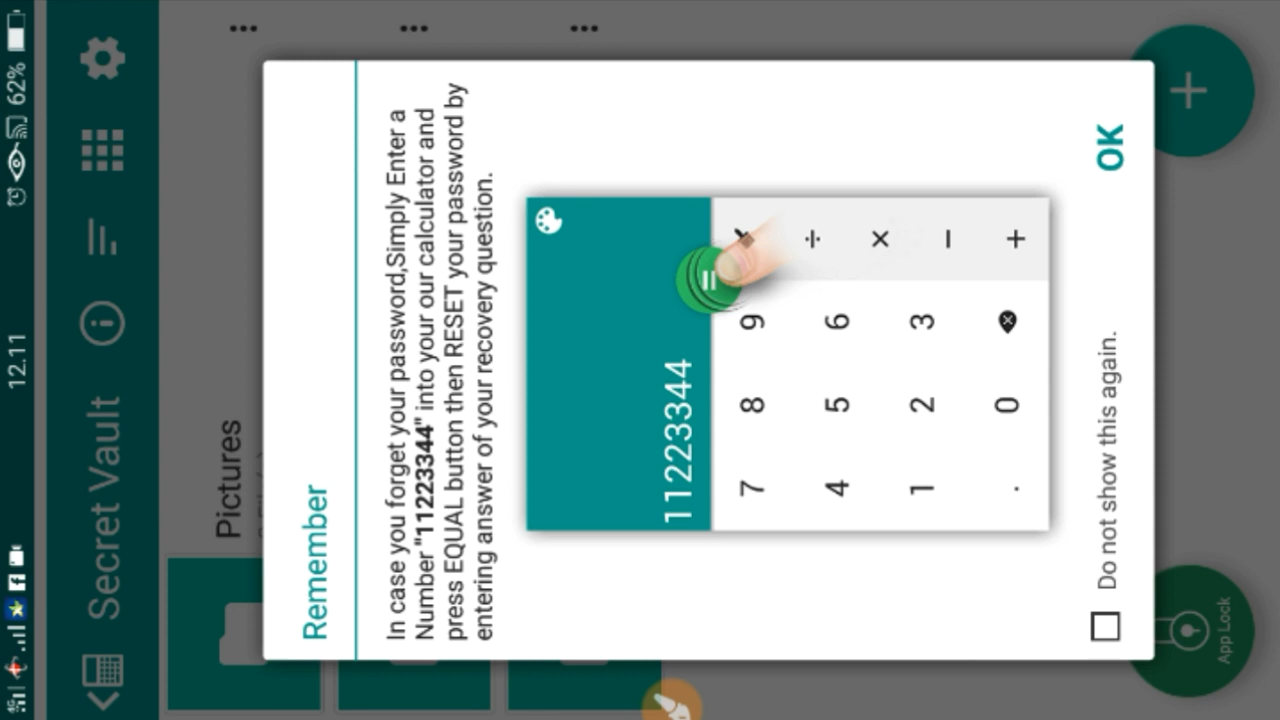 12.11
62%
Secret Vault
Pictures
Remember
In case you forget your password,Simply Enter a
Number "11223344" into your our calculator and
press EQUAL button then RESET your password by
entering answer of your recovery question.
11223344
=
7 8 9
÷
4 5 6 ×
1 2 3 −
. 0 +
Do not show this again.
OK
App Lock
+